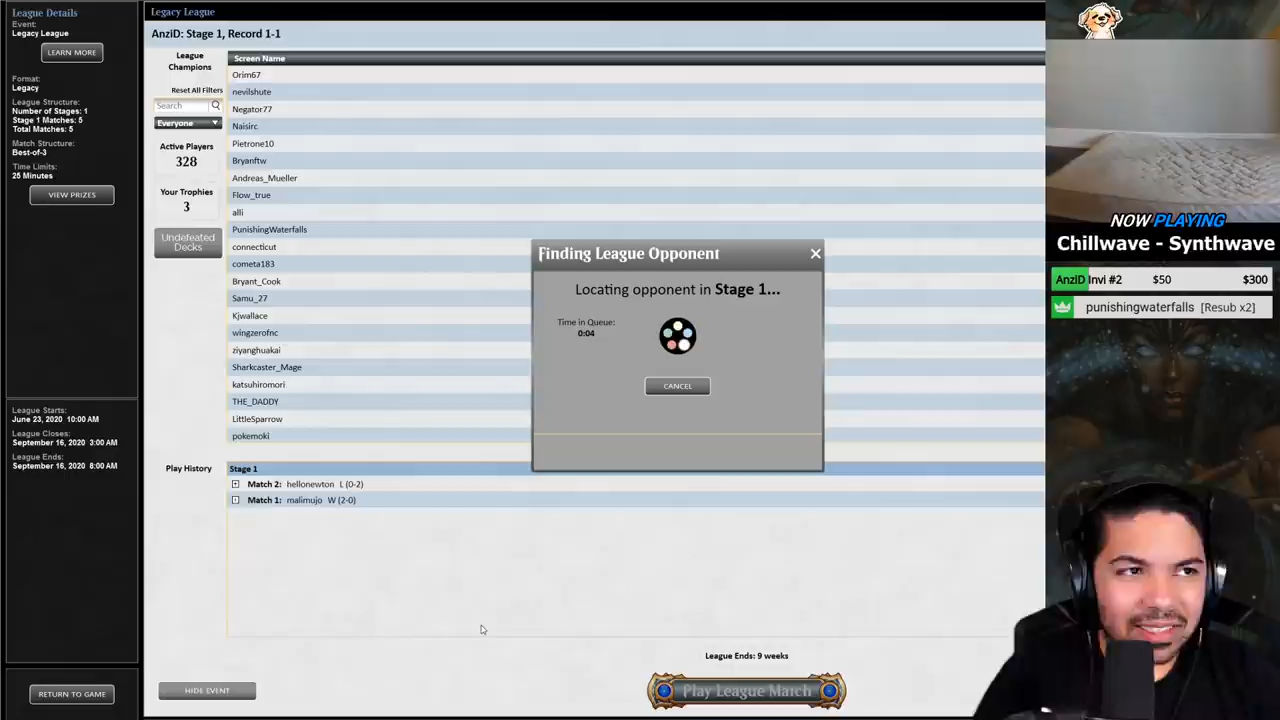 League Details
Event:
Legacy League
LEARN MORE
Format:
Legacy
League Structure:
Number of Stages: 1
Stage 1 Matches: 5
Total Matches: 5
Match Structure:
Best-of-3
Time Limits:
25 Minutes
VIEW PRIZES
League Starts:
June 23, 2020 10:00 AM
League Closes:
September 16, 2020 3:00 AM
League Ends:
September 16, 2020 8:00 AM
RETURN TO GAME
Legacy League
AnziD: Stage 1, Record 1-1
League
Champions
Reset All Filters
Search
Everyone
Active Players
328
Your Trophies
3
Undefeated
Decks
Screen Name
Orim67
nevilshute
Negator77
Naisirc
Pietrone10
Bryanftw
Andreas_Mueller
Flow_true
alli
PunishingWaterfalls
connecticut
cometa183
Bryant_Cook
Samu_27
Kjwallace
wingzerofnc
ziyanghuakai
Sharkcaster_Mage
katsuhiromori
THE_DADDY
LittleSparrow
pokemoki
Finding League Opponent
Locating opponent in Stage 1...
Time in Queue:
0:04
CANCEL
Play History
Stage 1
Match 2: hellonewton L (0-2)
Match 1: malimujo W (2-0)
League Ends: 9 weeks
HIDE EVENT
Play League Match
NOW PLAYING
Chillwave - Synthwave
AnziD Invi #2 $50 $300
punishingwaterfalls [Resub x2]